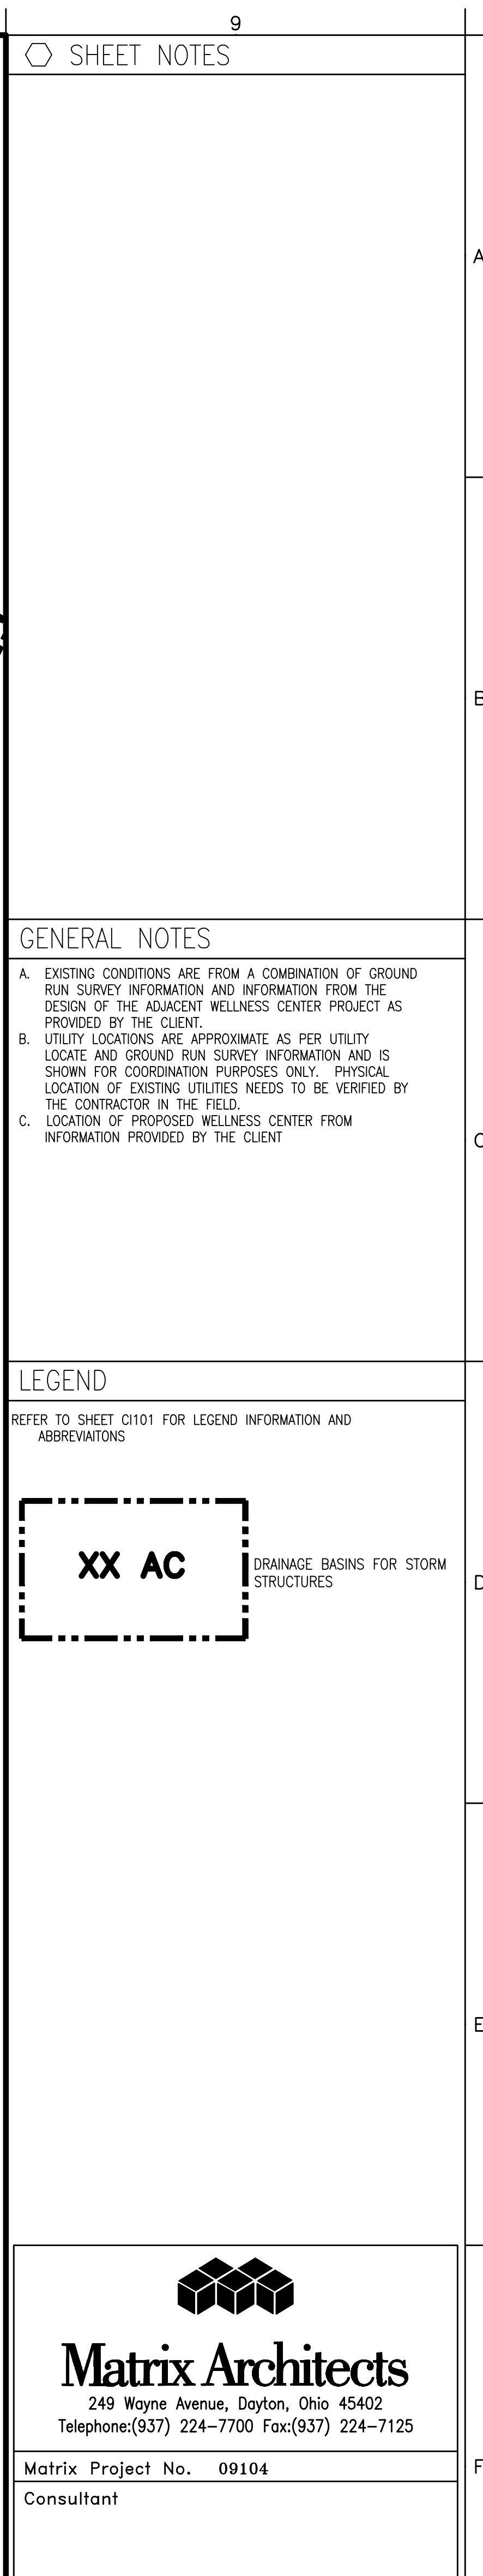 9
SHEET NOTES
A
B
GENERAL NOTES
A. EXISTING CONDITIONS ARE FROM A COMBINATION OF GROUND
RUN SURVEY INFORMATION AND INFORMATION FROM THE
DESIGN OF THE ADJACENT WELLNESS CENTER PROJECT AS
PROVIDED BY THE CLIENT.
B. UTILITY LOCATIONS ARE APPROXIMATE AS PER UTILITY
LOCATE AND GROUND RUN SURVEY INFORMATION AND IS
SHOWN FOR COORDINATION PURPOSES ONLY. PHYSICAL
LOCATION OF EXISTING UTILITIES NEEDS TO BE VERIFIED BY
THE CONTRACTOR IN THE FIELD.
C. LOCATION OF PROPOSED WELLNESS CENTER FROM
INFORMATION PROVIDED BY THE CLIENT
C
LEGEND
REFER TO SHEET CI101 FOR LEGEND INFORMATION AND
ABBREVIAITONS
XX AC
DRAINAGE BASINS FOR STORM
STRUCTURES
D
E
Matrix Architects
249 Wayne Avenue, Dayton, Ohio 45402
Telephone:(937) 224-7700 Fax:(937) 224-7125
Matrix Project No. 09104
F
Consultant